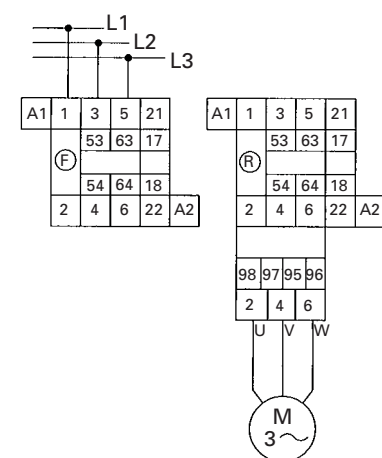 L1
L2
L3
A1 1 3 5 21 A1 1 3 5 21
53 63 17 53 63 17
F R
54 64 18 54 64 18
2 4 6 22 A2 2 4 6 22 A2
98 97 95 96
2 4 6
U V W
M
3~